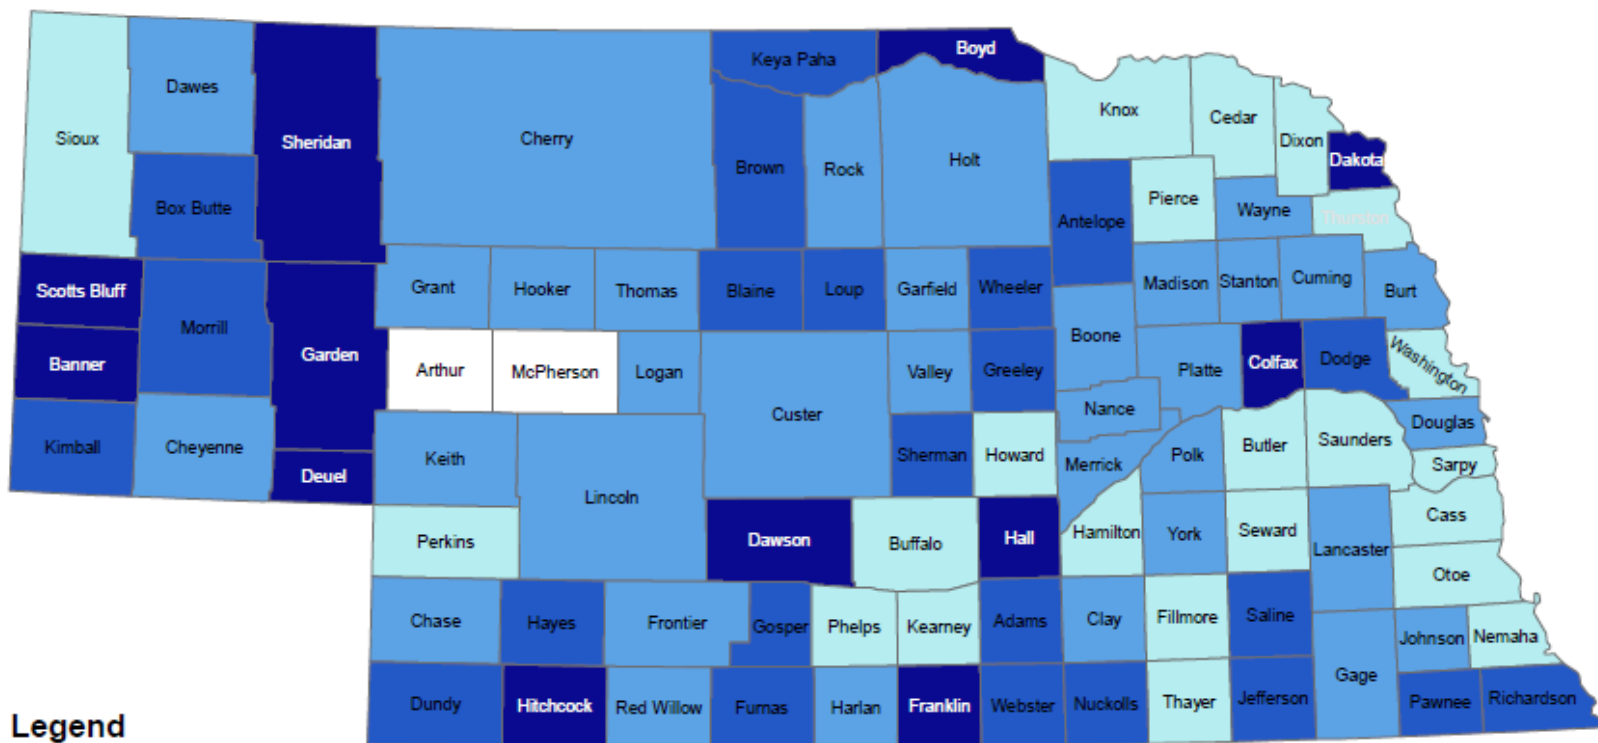 Keya Paha
Boyd
Dawes
Sioux
Sheridan
Cherry
Brown
Rock
Holt
Knox
Cedar
Dixon
Dakota
Box Butte
Antelope
Pierce
Wayne
Thurston
Scotts Bluff
Morrill
Grant
Hooker
Thomas
Blaine
Loup
Garfield
Wheeler
Madison
Stanton
Cuming
Burt
Banner
Garden
Arthur
McPherson
Logan
Custer
Valley
Greeley
Boone
Platte
Colfax
Dodge
Washington
Kimball
Cheyenne
Deuel
Keith
Lincoln
Sherman
Howard
Nance
Merrick
Polk
Butler
Saunders
Douglas
Sarpy
Perkins
Dawson
Buffalo
Hall
Hamilton
York
Seward
Lancaster
Cass
Otoe
Chase
Hayes
Frontier
Gosper
Phelps
Kearney
Adams
Clay
Fillmore
Saline
Gage
Johnson
Nemaha
Dundy
Hitchcock
Red Willow
Furnas
Harlan
Franklin
Webster
Nuckolls
Thayer
Jefferson
Pawnee
Richardson
Legend